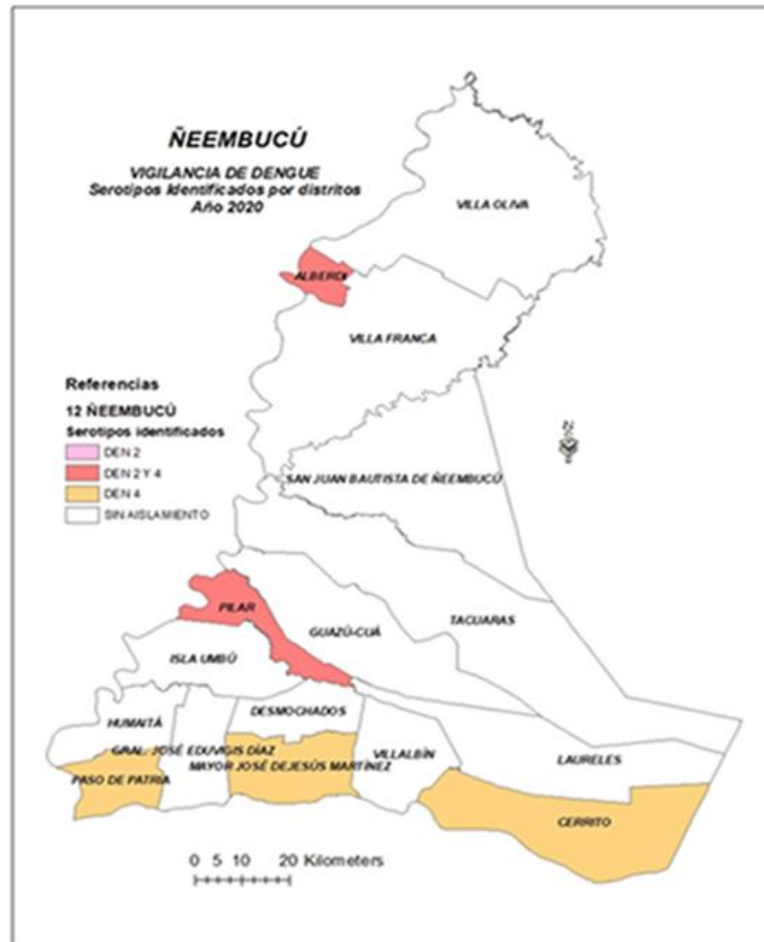 ÑEEMBUCÚ
VIGILANCIA DE DENGUE
Serotipos Identificados por distritos
Año 2020
VILLA OLIVA
ALBERDI
VILLA FRANCA
Referencias
12 ÑEEMBUCÚ
Serotipos identificados
DEN 2
DEN 2 Y 4
DEN 4
SIN AISLAMIENTO
N
SAN JUAN BAUTISTA DE ÑEEMBUCÚ
PILAR
GUAZÚ-CUÁ
TACUARAS
ISLA UMBÚ
HUMAITÁ
DESMOCHADOS
GRAL. JOSÉ EDUVIGIS DÍAZ
VILLALBÍN
LAURELES
PASO DE PATRIA
MAYOR JOSÉ DEJESÚS MARTÍNEZ
CERRITO
0 5 10 20 Kilometers